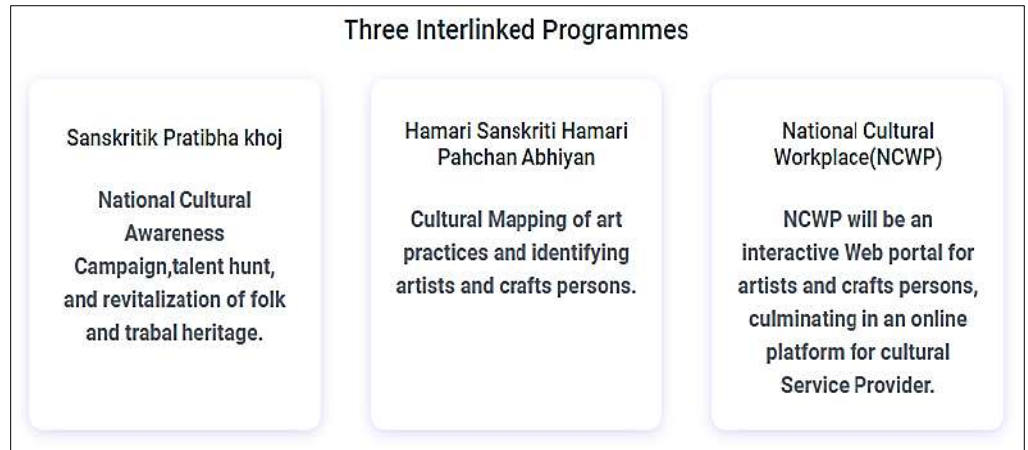 Three Interlinked Programmes
Sanskritik Pratibha khoj
National Cultural
Awareness
Campaign,talent hunt,
and revitalization of folk
and trabal heritage.
Hamari Sanskriti Hamari
Pahchan Abhiyan
Cultural Mapping of art
practices and identifying
artists and crafts persons.
National Cultural
Workplace(NCWP)
NCWP will be an
interactive Web portal for
artists and crafts persons,
culminating in an online
platform for cultural
Service Provider.